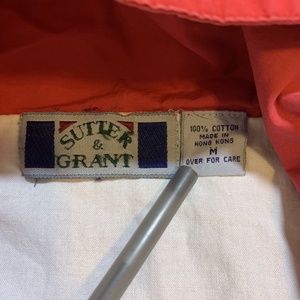 SUTTER
&
GRANT
100% COTTON
MADE IN
HONG KONG
M
OVER FOR CARE